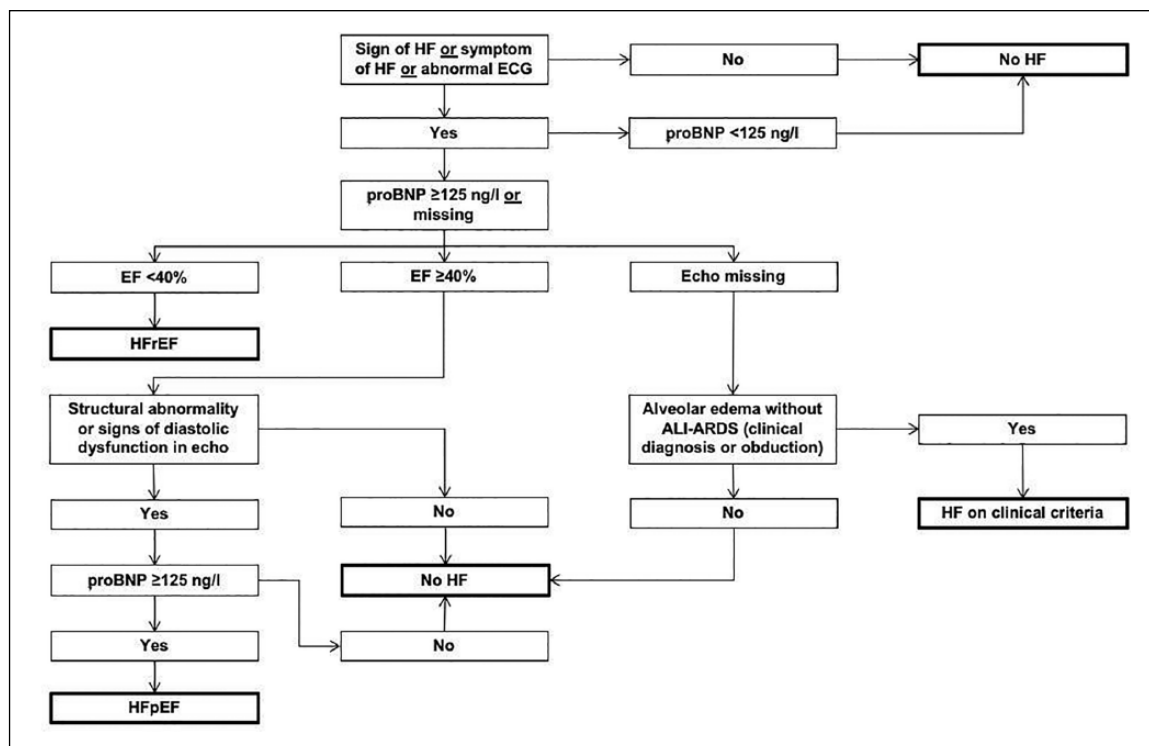 Sign of HF or symptom
of HF or abnormal ECG
No
No HF
Yes
proBNP <125 ng/l
proBNP ≥125 ng/l or
missing
EF <40%
EF ≥40%
Echo missing
HFrEF
Structural abnormality
or signs of diastolic
dysfunction in echo
Alveolar edema without
ALI-ARDS (clinical
diagnosis or obduction)
Yes
Yes
No
No
HF on clinical criteria
proBNP ≥125 ng/l
No HF
Yes
No
HFpEF